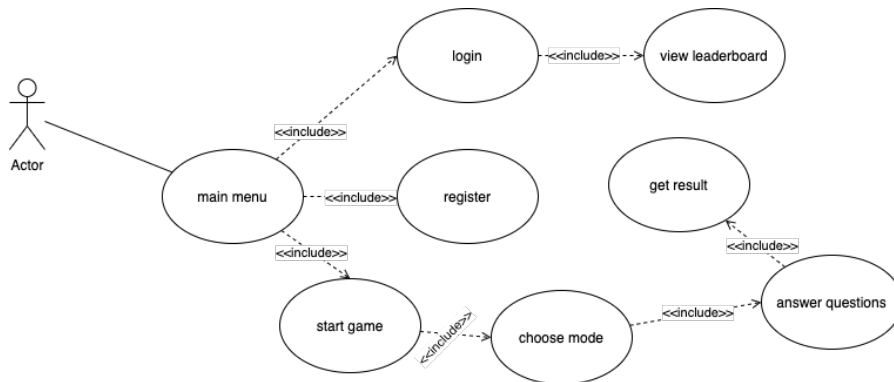 login
<<include>>
view leaderboard
<<include>>
Actor
main menu
<<include>>
register
get result
<<include>>
<<include>>
start game
<<include>>
choose mode
<<include>>
answer questions